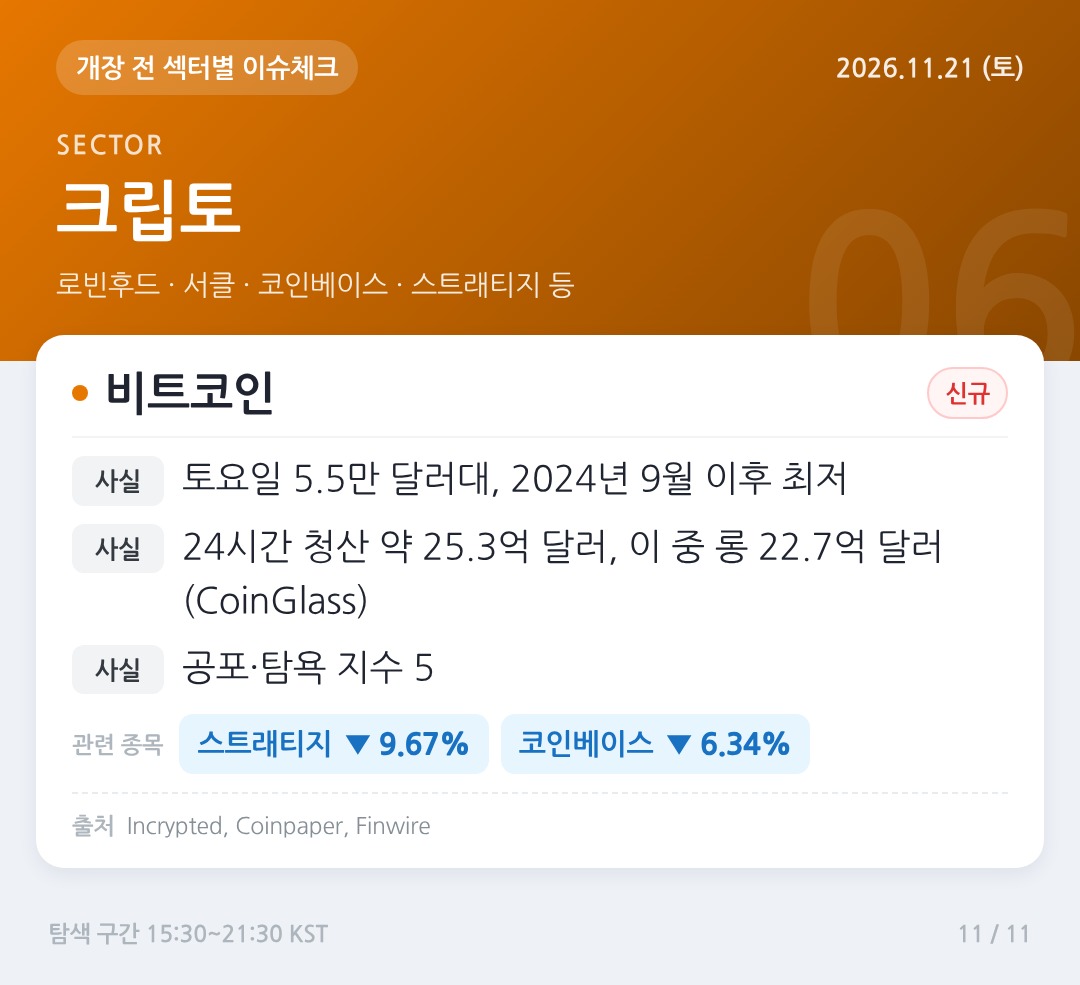 개장 전 섹터별 이슈체크
2026.11.21 (토)
SECTOR
크립토
로빈후드 · 서클 · 코인베이스 · 스트래티지 등
06
비트코인
신규
사실 토요일 5.5만 달러대, 2024년 9월 이후 최저
사실 24시간 청산 약 25.3억 달러, 이 중 롱 22.7억 달러
(CoinGlass)
사실 공포·탐욕 지수 5
관련 종목 스트래티지 ▼ 9.67% 코인베이스 ▼ 6.34%
출처 Incrypted, Coinpaper, Finwire
탐색 구간 15:30~21:30 KST
11 / 11